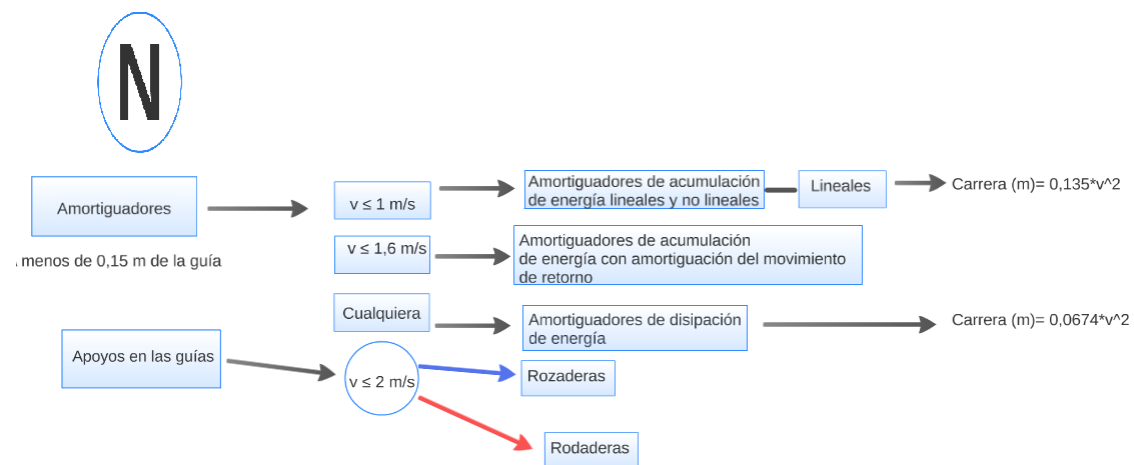 N
Amortiguadores
menos de 0,15 m de la guía
v ≤ 1 m/s
Amortiguadores de acumulación
de energía lineales y no lineales
Lineales
Carrera (m)= 0,135*v^2
v ≤ 1,6 m/s
Amortiguadores de acumulación
de energía con amortiguación del movimiento
de retorno
Cualquiera
Amortiguadores de disipación
de energía
Carrera (m)= 0,0674*v^2
Apoyos en las guías
v ≤ 2 m/s
Rozaderas
Rodaderas